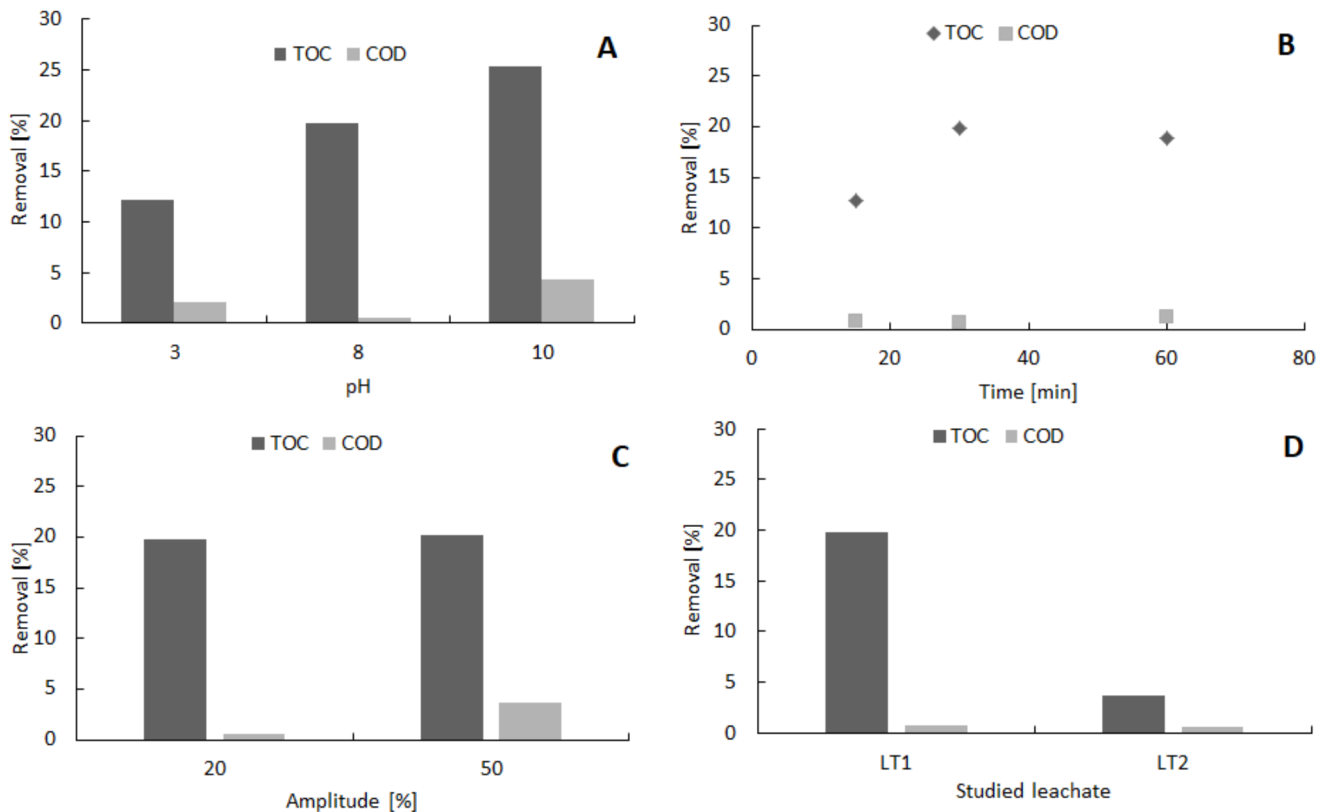 TOC COD
A
Removal [%]
30
25
20
15
10
5
0
3 8 10
pH
TOC COD
B
Removal [%]
30
25
20
15
10
5
0
0 20 40 60 80
Time [min]
TOC COD
C
Removal [%]
30
25
20
15
10
5
0
20 50
Amplitude [%]
TOC COD
D
Removal [%]
30
25
20
15
10
5
0
LT1 LT2
Studied leachate